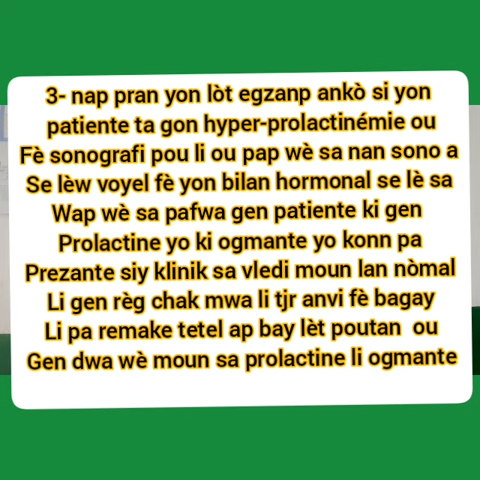 3- nap pran yon lòt egzanp ankò si yon
patiente ta gon hyper-prolactinémie ou
Fè sonografi pou li ou pap wè sa nan sono a
Se lèw voyel fè yon bilan hormonal se lè sa
Wap wè sa pafwa gen patiente ki gen
Prolactine yo ki ogmante yo konn pa
Prezante siy klinik sa vledi moun lan nòmal
Li gen règ chak mwa li tjr anvi fè bagay
Li pa remake tetel ap bay lèt poutan ou
Gen dwa wè moun sa prolactine li ogmante